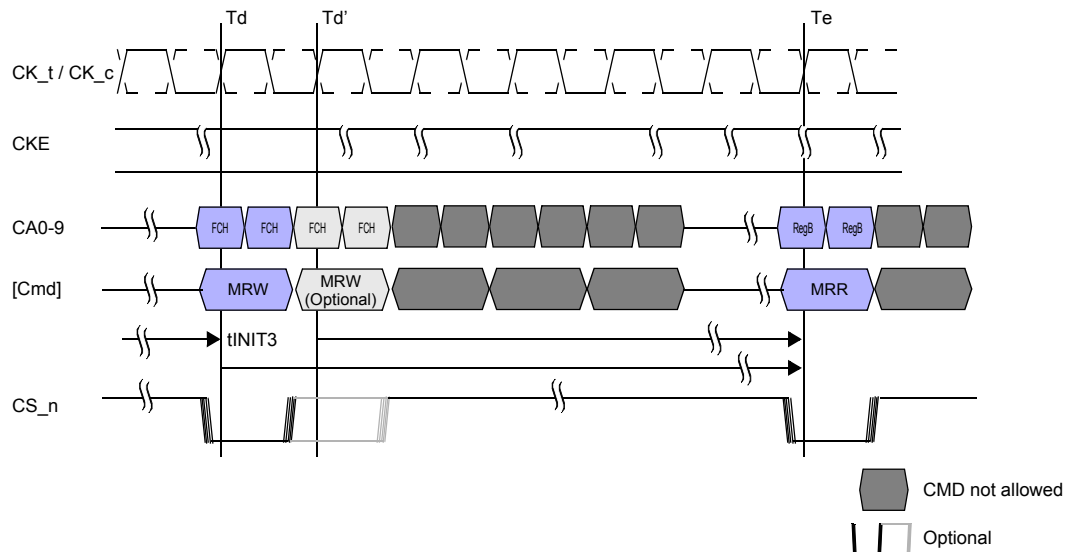 Td
Td’
Te
CK_t / CK_c
CKE
CA0-9
FCH
FCH
FCH
FCH
RegB
RegB
[Cmd]
MRW
MRW
(Optional)
MRR
tINIT3
CS_n
CMD not allowed
Optional